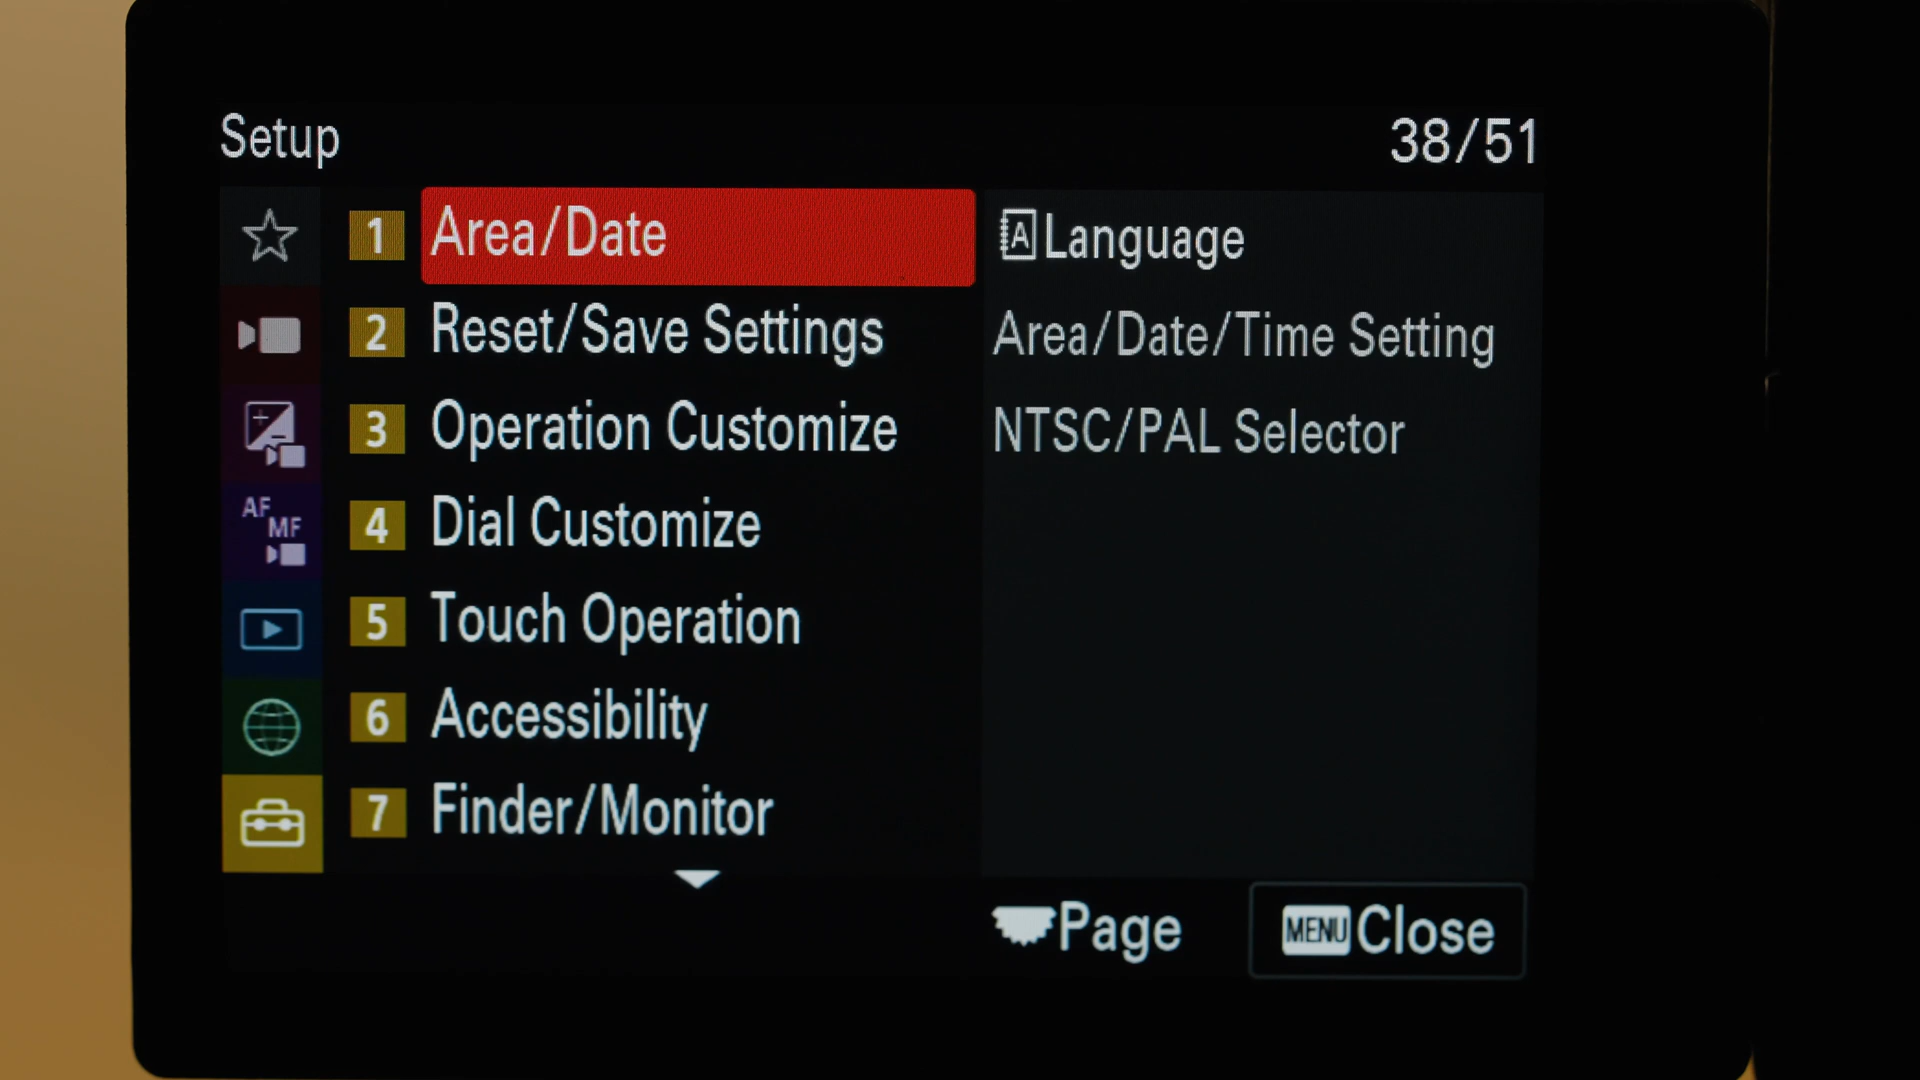 Setup 38/51
1 Area/Date
2 Reset/Save Settings
3 Operation Customize
AF MF
4 Dial Customize
5 Touch Operation
6 Accessibility
7 Finder/Monitor
A Language
Area/Date/Time Setting
NTSC/PAL Selector
Page
MENU Close